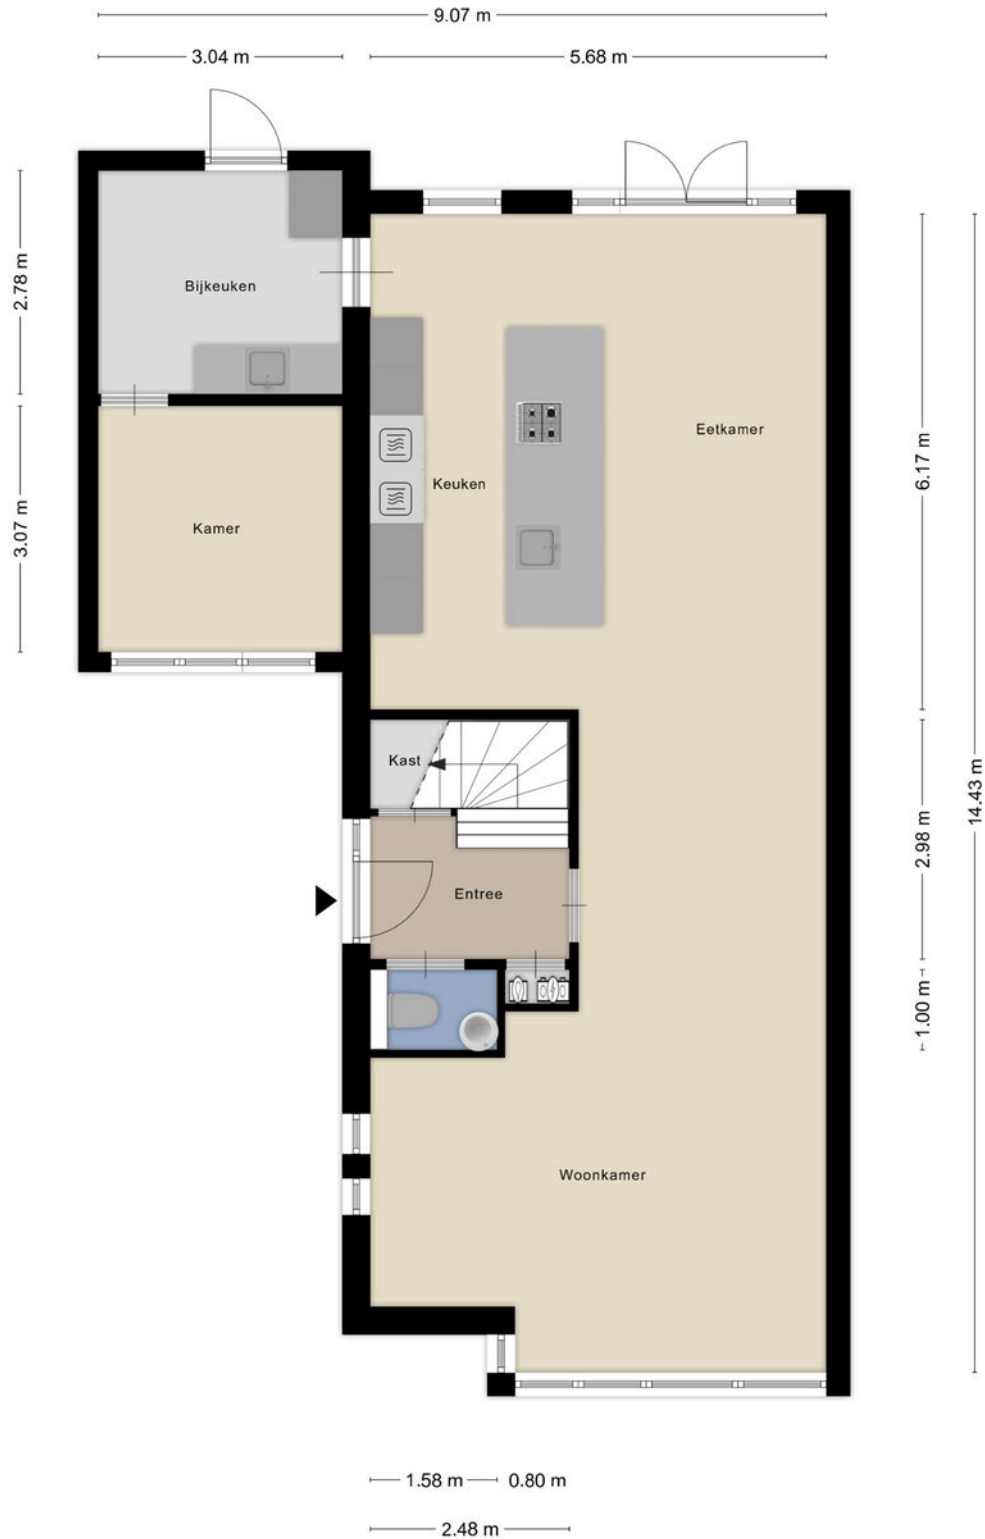 9.07 m
3.04 m
5.68 m
2.78 m
Bijkeuken
Eetkamer
6.17 m
Keuken
3.07 m
Kamer
Kast
14.43 m
2.98 m
Entree
1.00 m
Woonkamer
1.58 m
0.80 m
2.48 m